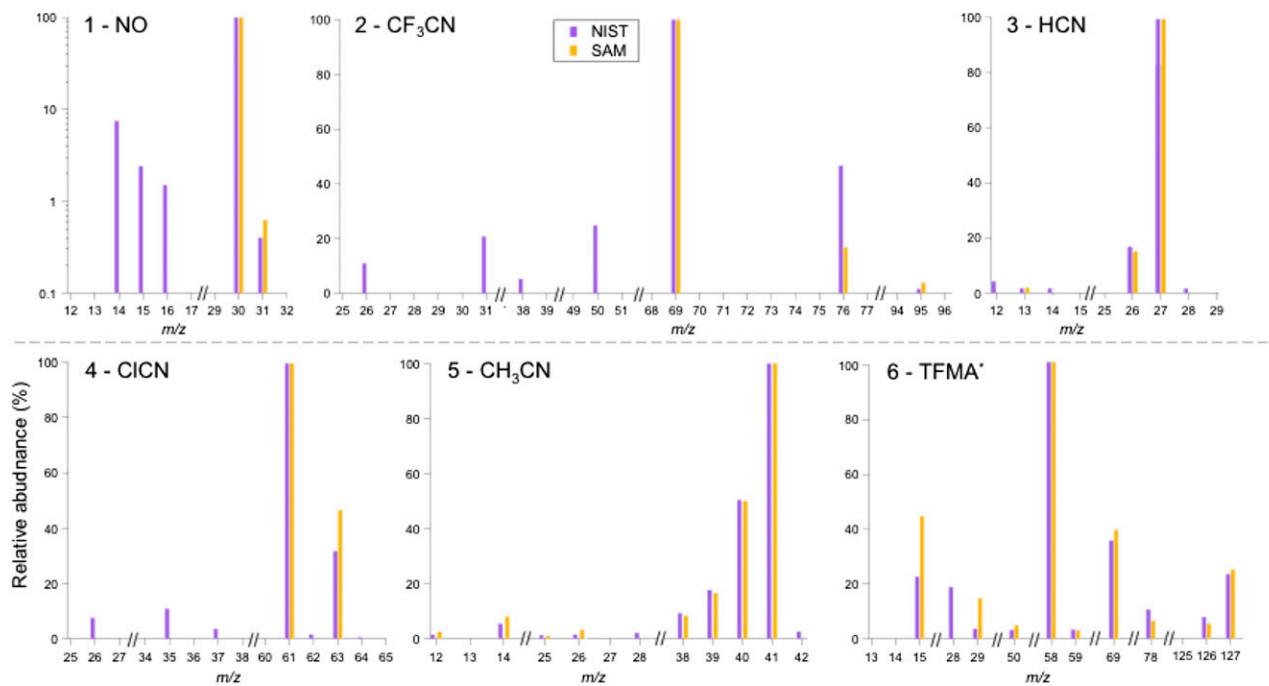 1 - NO
100
10
1
0.1
12 13 14 15 16 17 // 29 30 31 32
m/z
2 - CF₃CN
NIST
SAM
100
80
60
40
20
0
25 26 27 28 29 30 31 // 38 39 // 49 50 51 // 68 69 70 71 72 73 74 75 76 77 // 94 95 96
m/z
3 - HCN
100
80
60
40
20
0
12 13 14 15 // 25 26 27 28 29
m/z
Relative abudnance (%)
4 - ClCN
100
80
60
40
20
0
25 26 27 // 34 35 36 37 38 // 60 61 62 63 64 65
m/z
5 - CH₃CN
100
80
60
40
20
0
12 14 // 25 26 28 // 38 39 40 41 42
m/z
6 - TFMA*
100
80
60
40
20
0
13 14 15 // 28 29 // 50 // 58 59 // 69 // 78 // 125 126 127
m/z